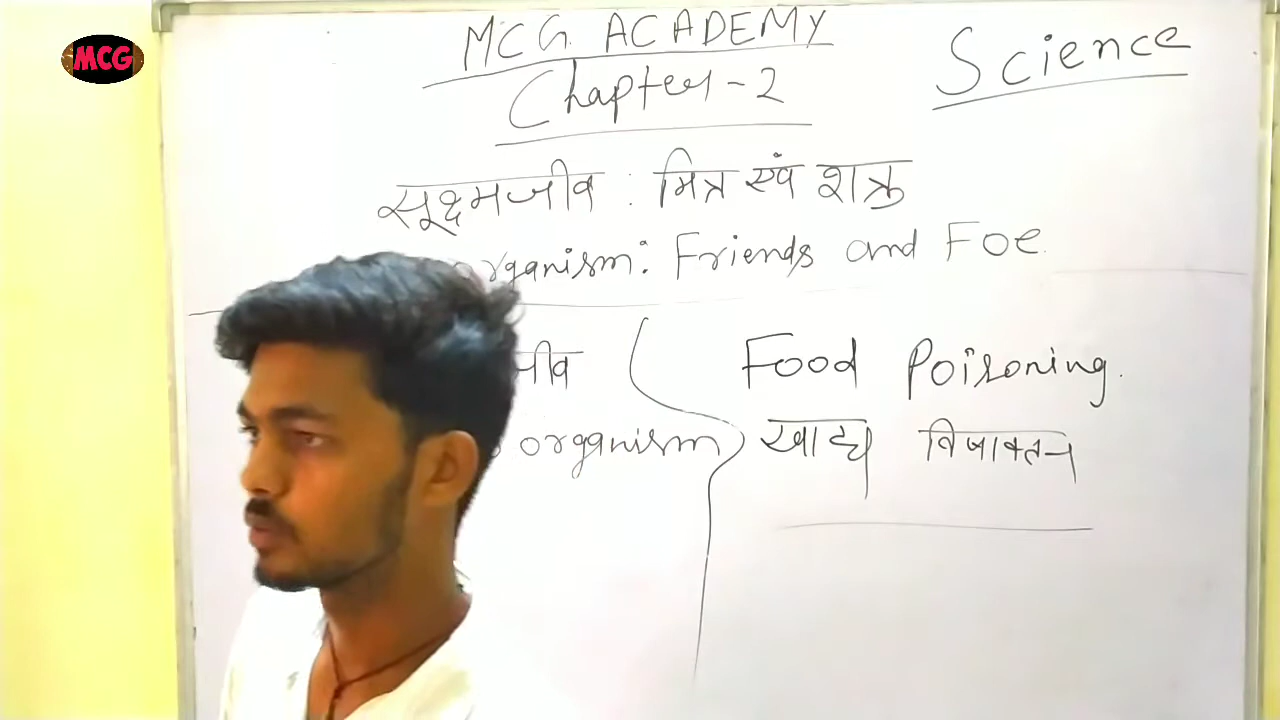 MCG
MCG ACADEMY
Science
Chapter-2
सूक्ष्मजीव : मित्र एवं शत्रु
organism: Friends and Foe
जीव
Food Poisoning.
organism
खाद्य विषाक्तन